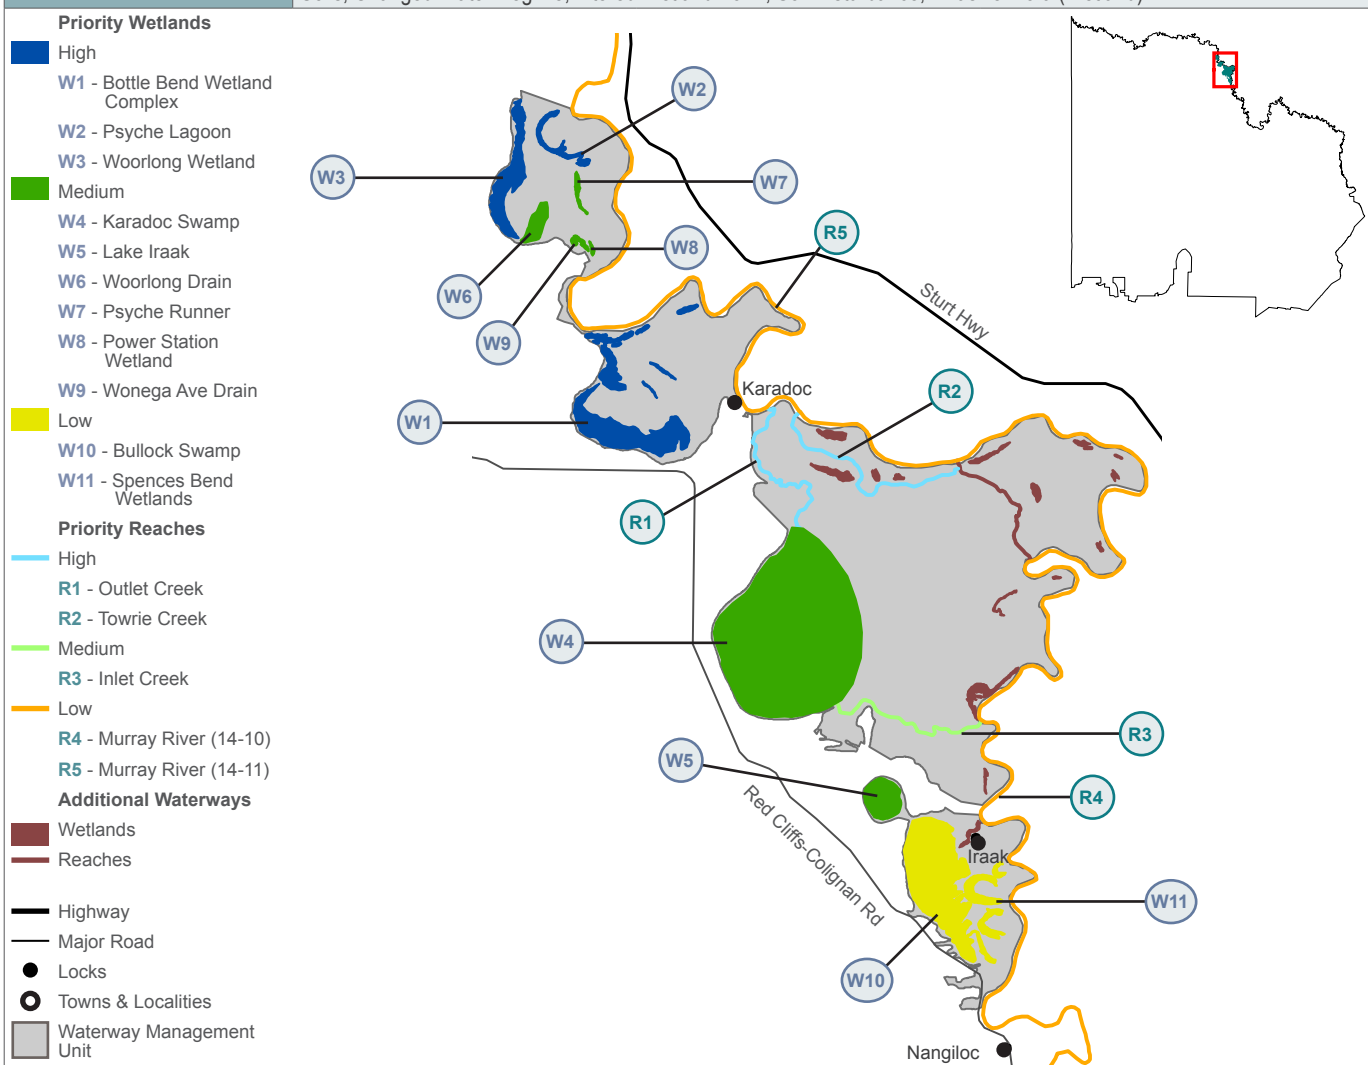 Priority Wetlands
High
W1 - Bottle Bend Wetland
Complex
W2 - Psyche Lagoon
W3 - Woorlong Wetland
Medium
W4 - Karadoc Swamp
W5 - Lake Iraak
W6 - Woorlong Drain
W7 - Psyche Runner
W8 - Power Station
Wetland
W9 - Wonega Ave Drain
Low
W10 - Bullock Swamp
W11 - Spences Bend
Wetlands
Priority Reaches
High
R1 - Outlet Creek
R2 - Towrie Creek
Medium
R3 - Inlet Creek
Low
R4 - Murray River (14-10)
R5 - Murray River (14-11)
Additional Waterways
Wetlands
Reaches
Highway
Major Road
Locks
Towns & Localities
Waterway Management
Unit
W2
W3
W7
R5
W8
W6
W9
Sturt Hwy
Karadoc
R2
W1
R1
W4
R3
W5
R4
Red Cliffs-Colignan Rd
Iraak
W11
W10
Nangiloc